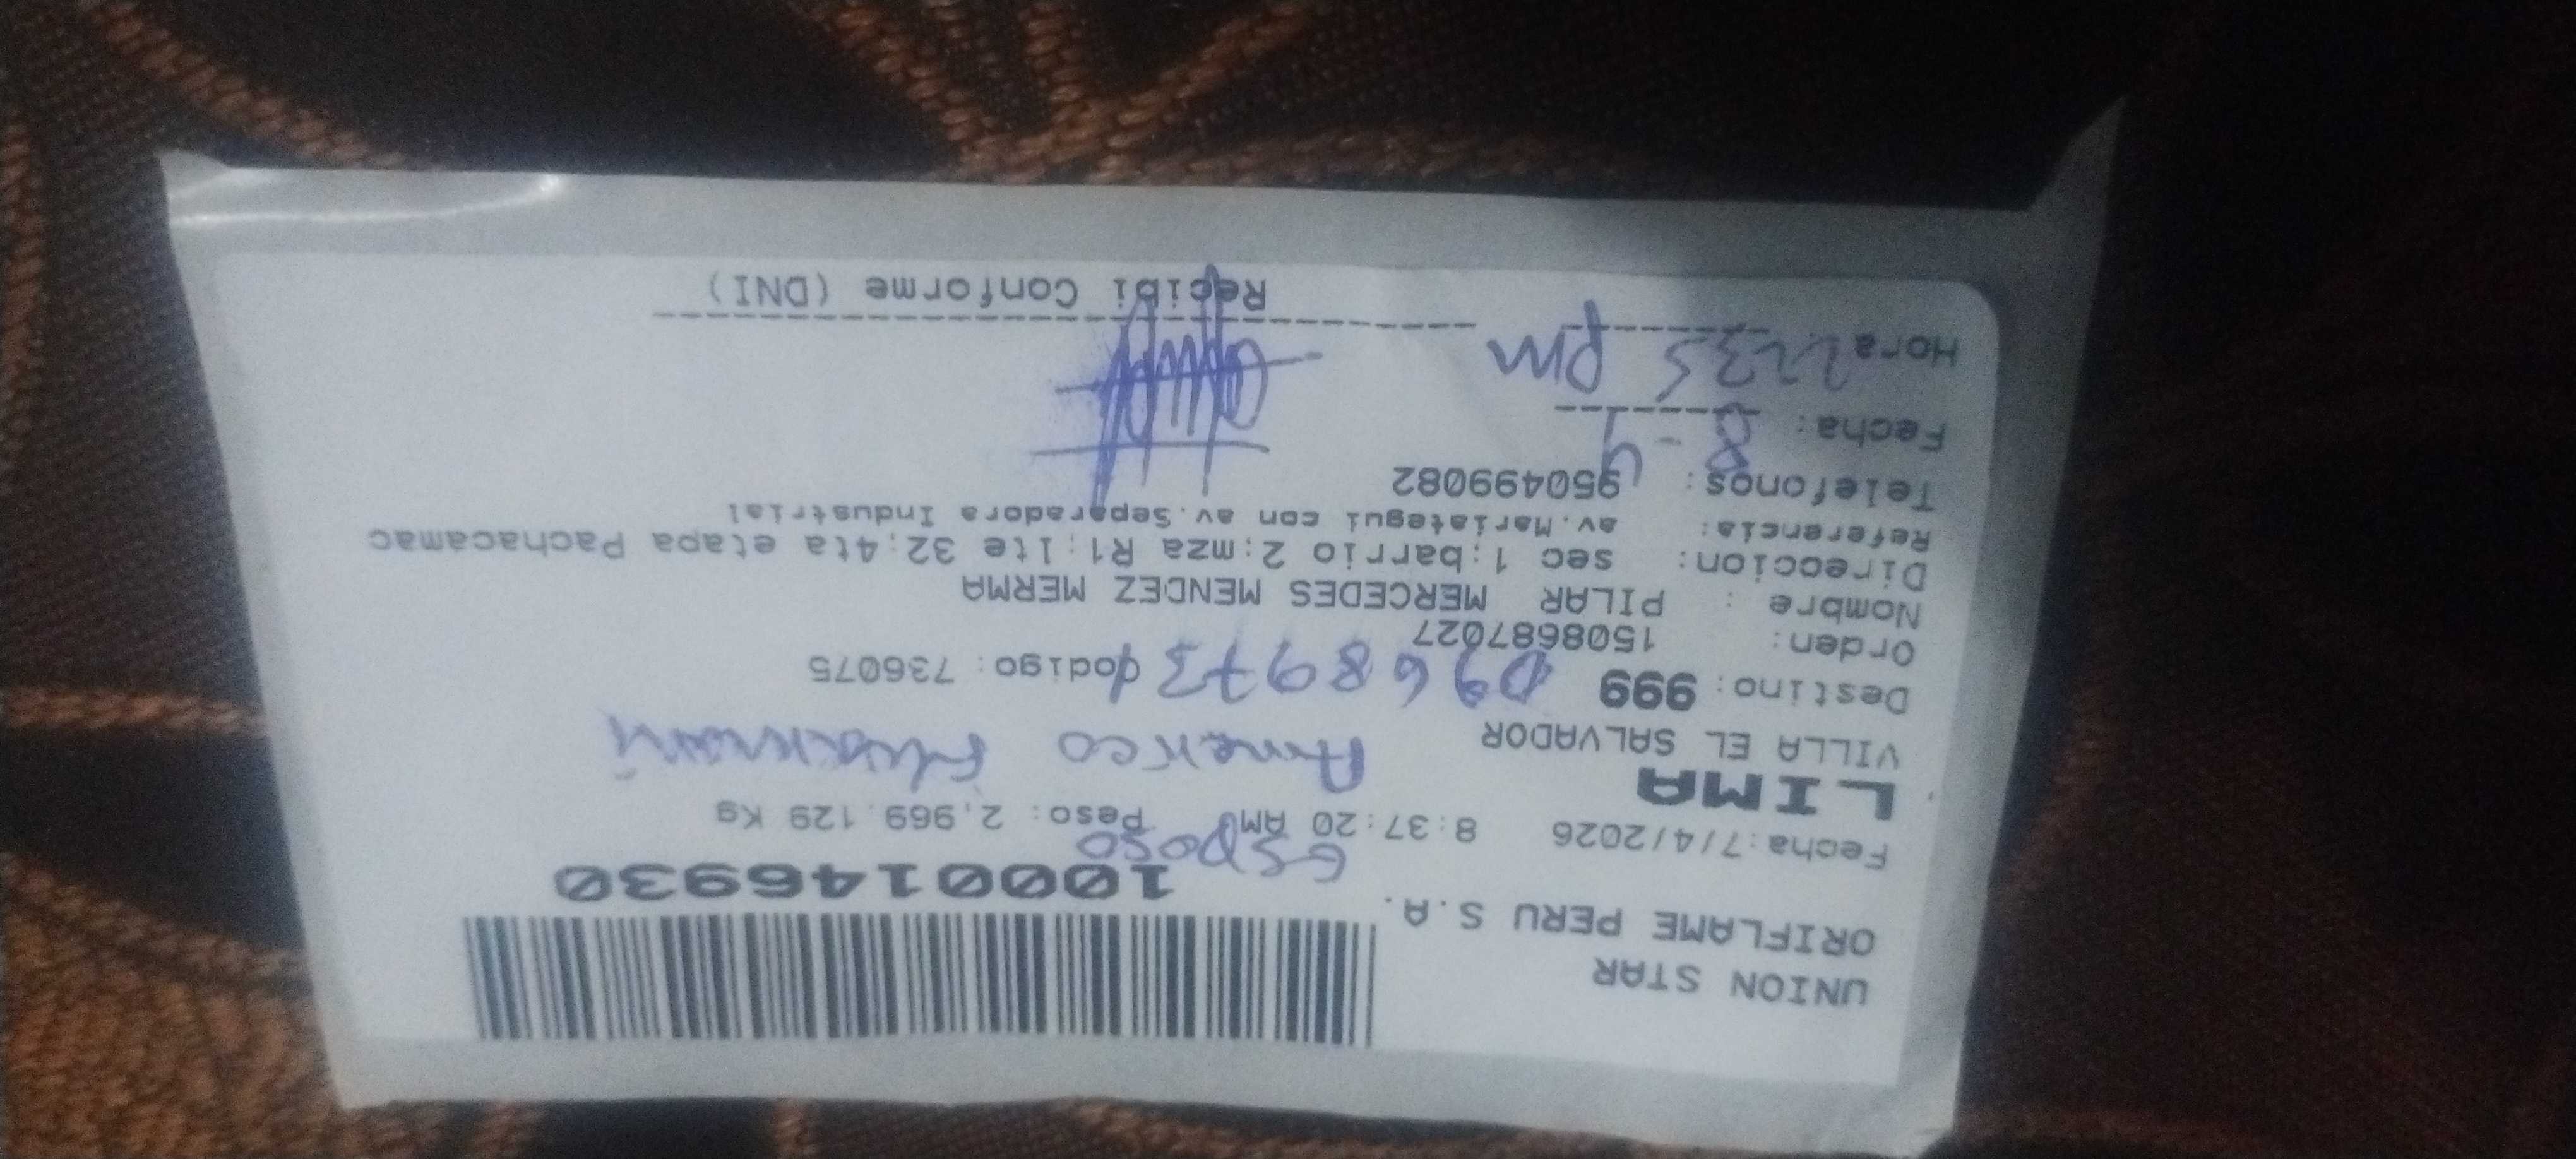 UNION STAR
ORIFLAME PERU S.A.
1000146930
Esposo
Fecha:7/4/2026 8:37:20 AM Peso: 2,969.129 Kg
LIMA
VILLA EL SALVADOR
Americo
Destino: 999 0968973 Codigo: 736075
Orden: 1508687027
Nombre : PILAR MERCEDES MENDEZ MERMA
Direccion: sec 1;barrio 2;mza R1;lte 32;4ta etapa Pachacamac
Referencia: av.Mariategui con av.Separadora Industrial
Telefonos: 950499082
Fecha: 8-4
Hora pm
Recibi Conforme (DNI)